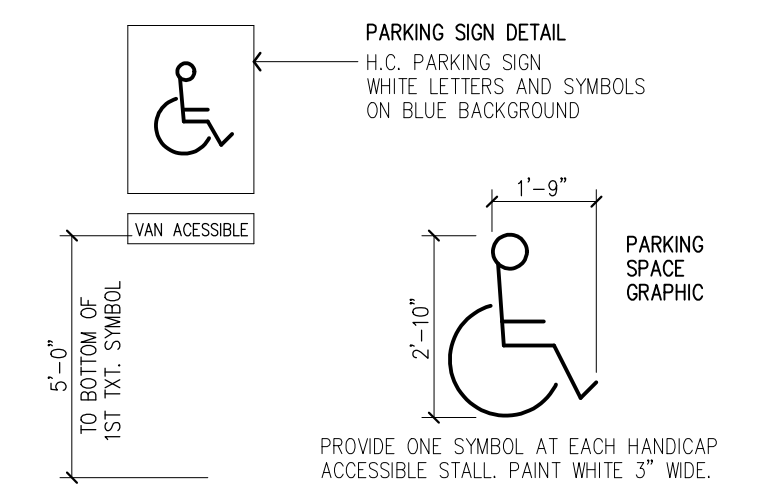 PARKING SIGN DETAIL
H.C. PARKING SIGN
WHITE LETTERS AND SYMBOLS
ON BLUE BACKGROUND
VAN ACESSIBLE
5'-0"
TO BOTTOM OF
1ST TXT. SYMBOL
1'-9"
2'-10"
PARKING
SPACE
GRAPHIC
PROVIDE ONE SYMBOL AT EACH HANDICAP
ACCESSIBLE STALL. PAINT WHITE 3" WIDE.